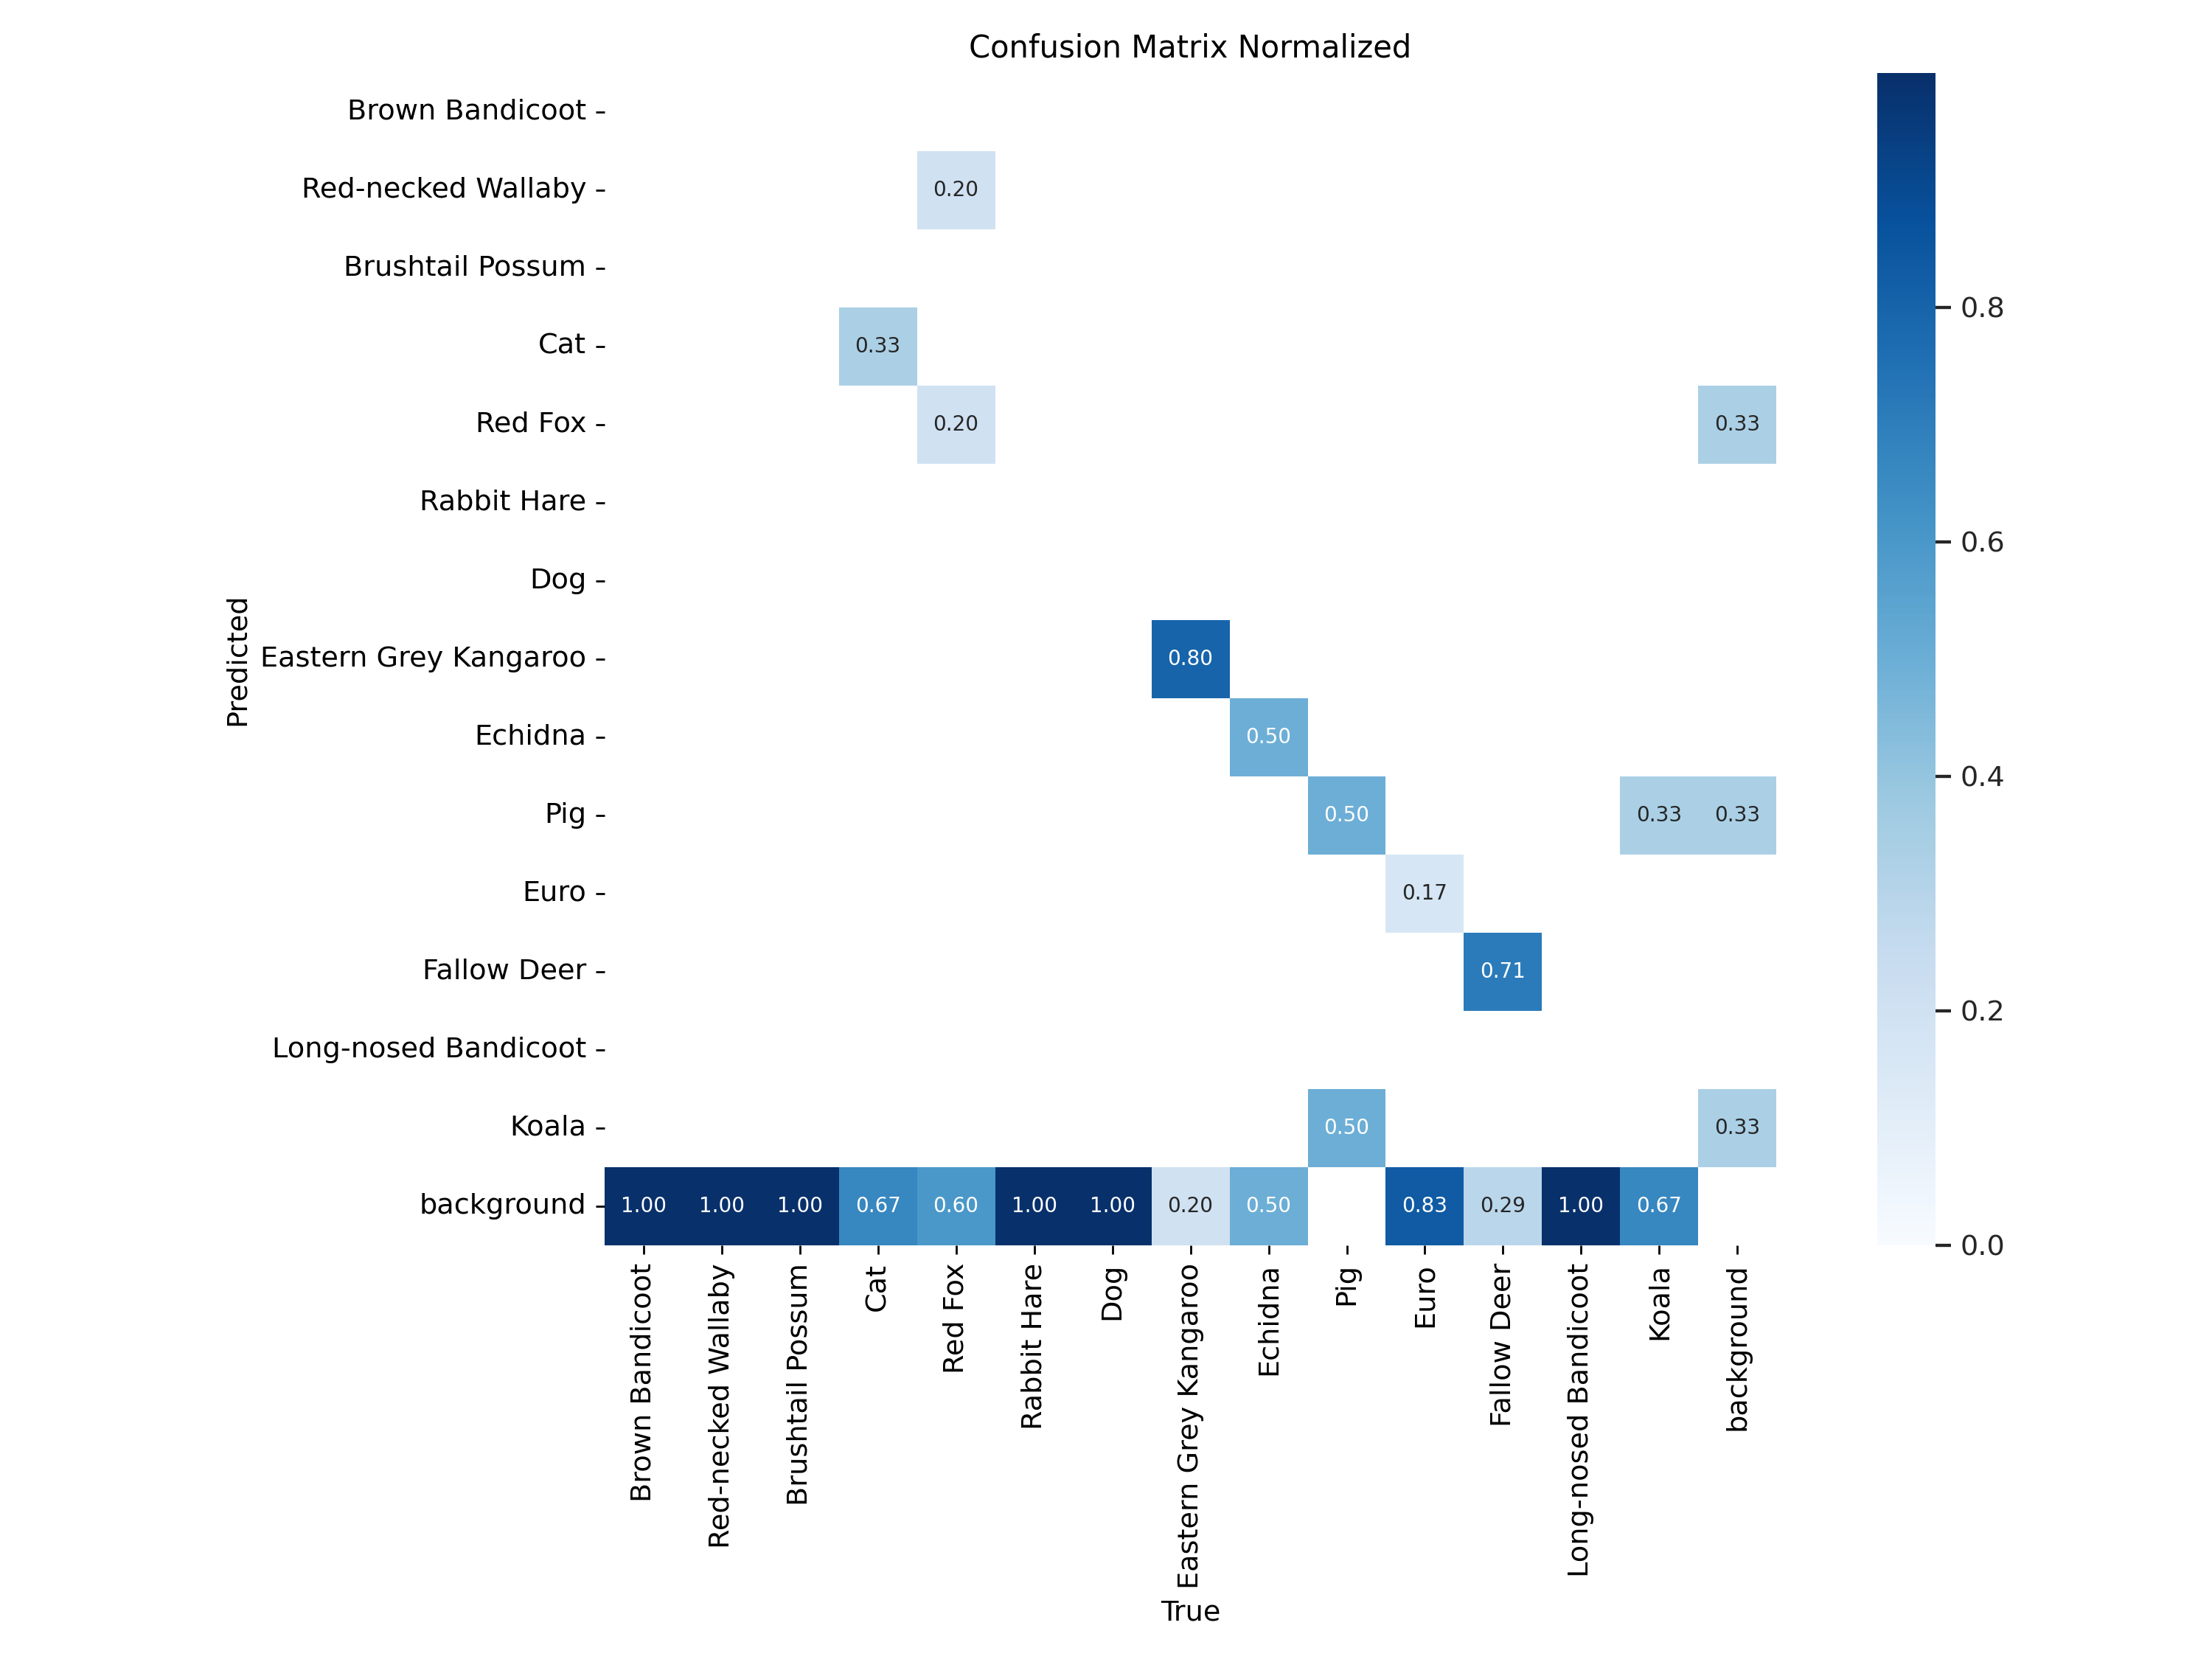 Confusion Matrix Normalized
Predicted
Brown Bandicoot
Red-necked Wallaby 0.20
Brushtail Possum
Cat 0.33
Red Fox 0.20 0.33
Rabbit Hare
Dog
Eastern Grey Kangaroo 0.80
Echidna 0.50
Pig 0.50 0.33 0.33
Euro 0.17
Fallow Deer 0.71
Long-nosed Bandicoot
Koala 0.50 0.33
background 1.00 1.00 1.00 0.67 0.60 1.00 1.00 0.20 0.50 0.83 0.29 1.00 0.67
Brown Bandicoot
Red-necked Wallaby
Brushtail Possum
Cat
Red Fox
Rabbit Hare
Dog
Eastern Grey Kangaroo
Echidna
Pig
Euro
Fallow Deer
Long-nosed Bandicoot
Koala
background
True
0.8
0.6
0.4
0.2
0.0